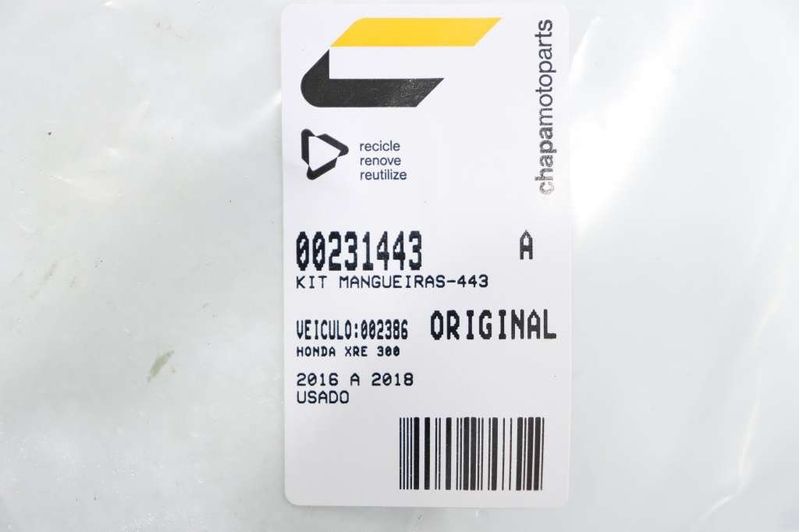 chapamotoparts
recicle
renove
reutilize
00231443 A
KIT MANGUEIRAS-443
VEICULO:002386 ORIGINAL
HONDA XRE 300
2016 A 2018
USADO